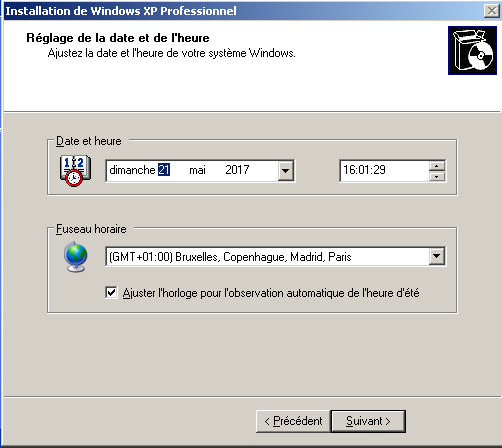 Installation de Windows XP Professionnel
Réglage de la date et de l'heure
Ajustez la date et l'heure de votre système Windows.
Date et heure
dimanche 21 mai 2017
16:01:29
Fuseau horaire
(GMT+01:00) Bruxelles, Copenhague, Madrid, Paris
Ajuster l'horloge pour l'observation automatique de l'heure d'été
< Précédent
Suivant >